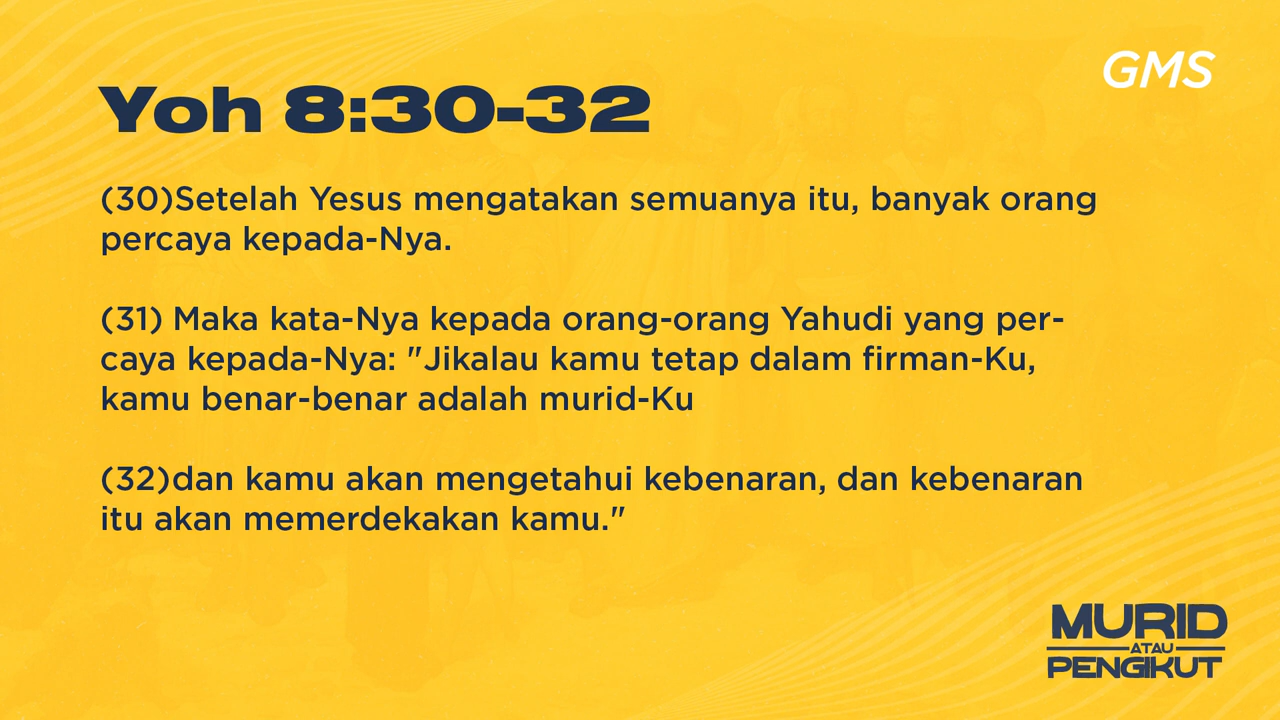 GMS
Yoh 8:30-32
(30)Setelah Yesus mengatakan semuanya itu, banyak orang
percaya kepada-Nya.
(31) Maka kata-Nya kepada orang-orang Yahudi yang per-
caya kepada-Nya: "Jikalau kamu tetap dalam firman-Ku,
kamu benar-benar adalah murid-Ku
(32)dan kamu akan mengetahui kebenaran, dan kebenaran
itu akan memerdekakan kamu."
MURID
ATAU
PENGIKUT